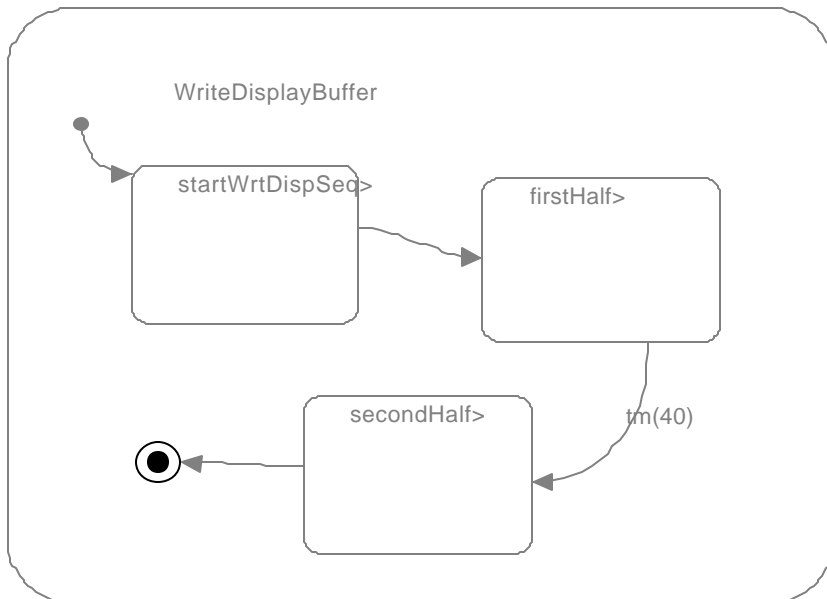 WriteDisplayBuffer
startWrtDispSeq>
firstHalf>
tm(40)
secondHalf>